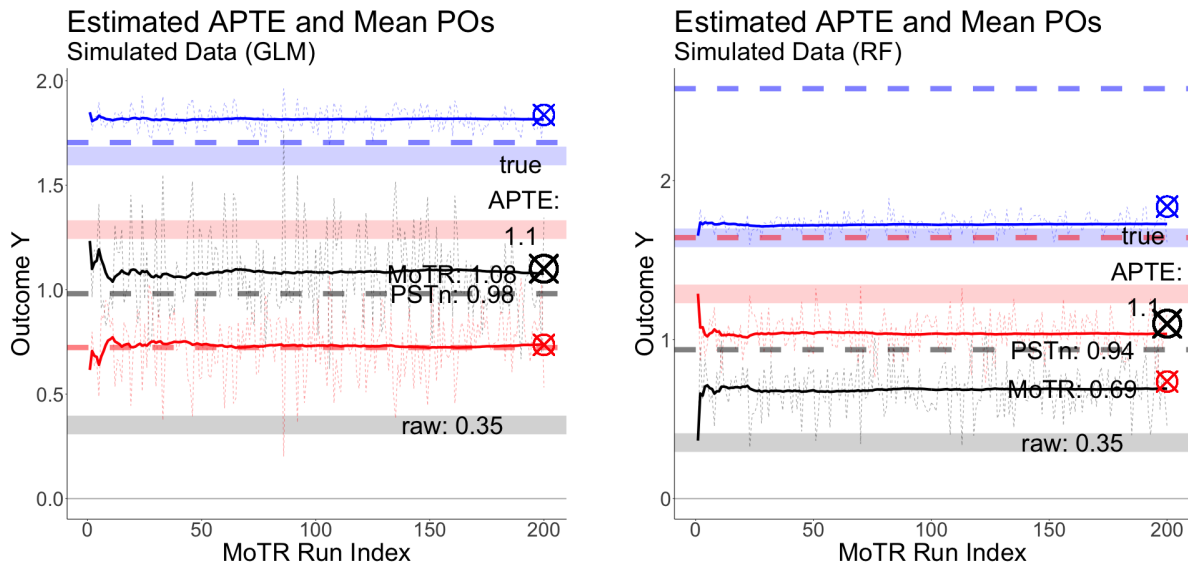 Estimated APTE and Mean POs
Simulated Data (GLM)
2.0
1.5
1.0
0.5
0.0
Outcome Y
true
APTE:
1.1
MoTR: 1.08
PSTn: 0.98
raw: 0.35
0
50
100
150
200
MoTR Run Index
Estimated APTE and Mean POs
Simulated Data (RF)
2
1
0
Outcome Y
true
APTE:
1.1
PSTn: 0.94
MoTR: 0.69
raw: 0.35
0
50
100
150
200
MoTR Run Index